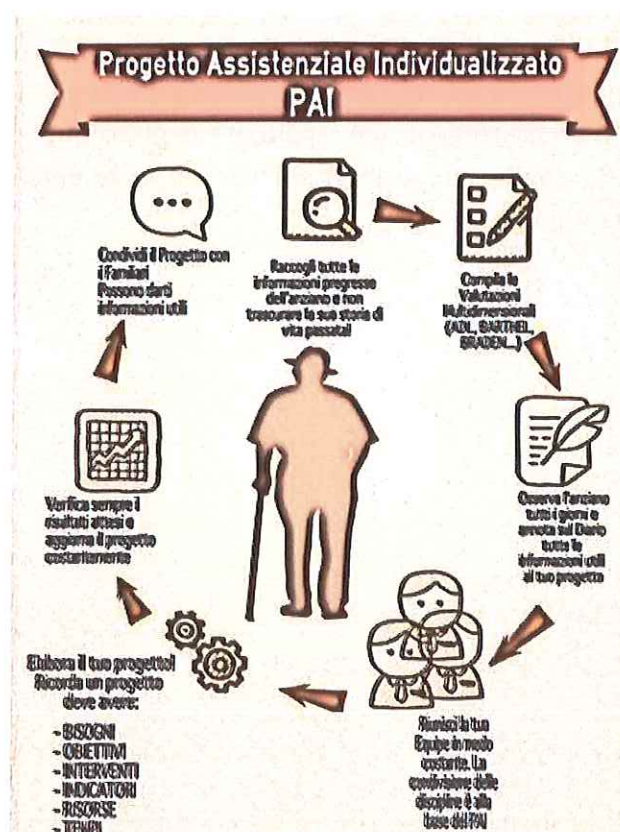 Progetto Assistenziale Individualizzato
PAI
Raccogli tutte le
informazioni pregresse
dell'anziano e non
trascurare la sua storia di
vita passata!
Compila le
Valutazioni
Multidimensionali
(ADL, BARTHEL,
BRADEN...)
Osserva l'anziano
tutti i giorni e
annota sul Diario
tutte le
informazioni utili
al tuo progetto
Riunisci la tua
Equipe in modo
costante. La
condivisione delle
discipline è alla
base del PAI
Elabora il tuo progetto!
Ricorda un progetto
deve avere:
- BISOGNI
- OBIETTIVI
- INTERVENTI
- INDICATORI
- RISORSE
- TEMPI
Verifica sempre i
risultati attesi e
aggiorna il progetto
costantemente
Condividi il Progetto con
i Familiari
Possono darti
informazioni utili